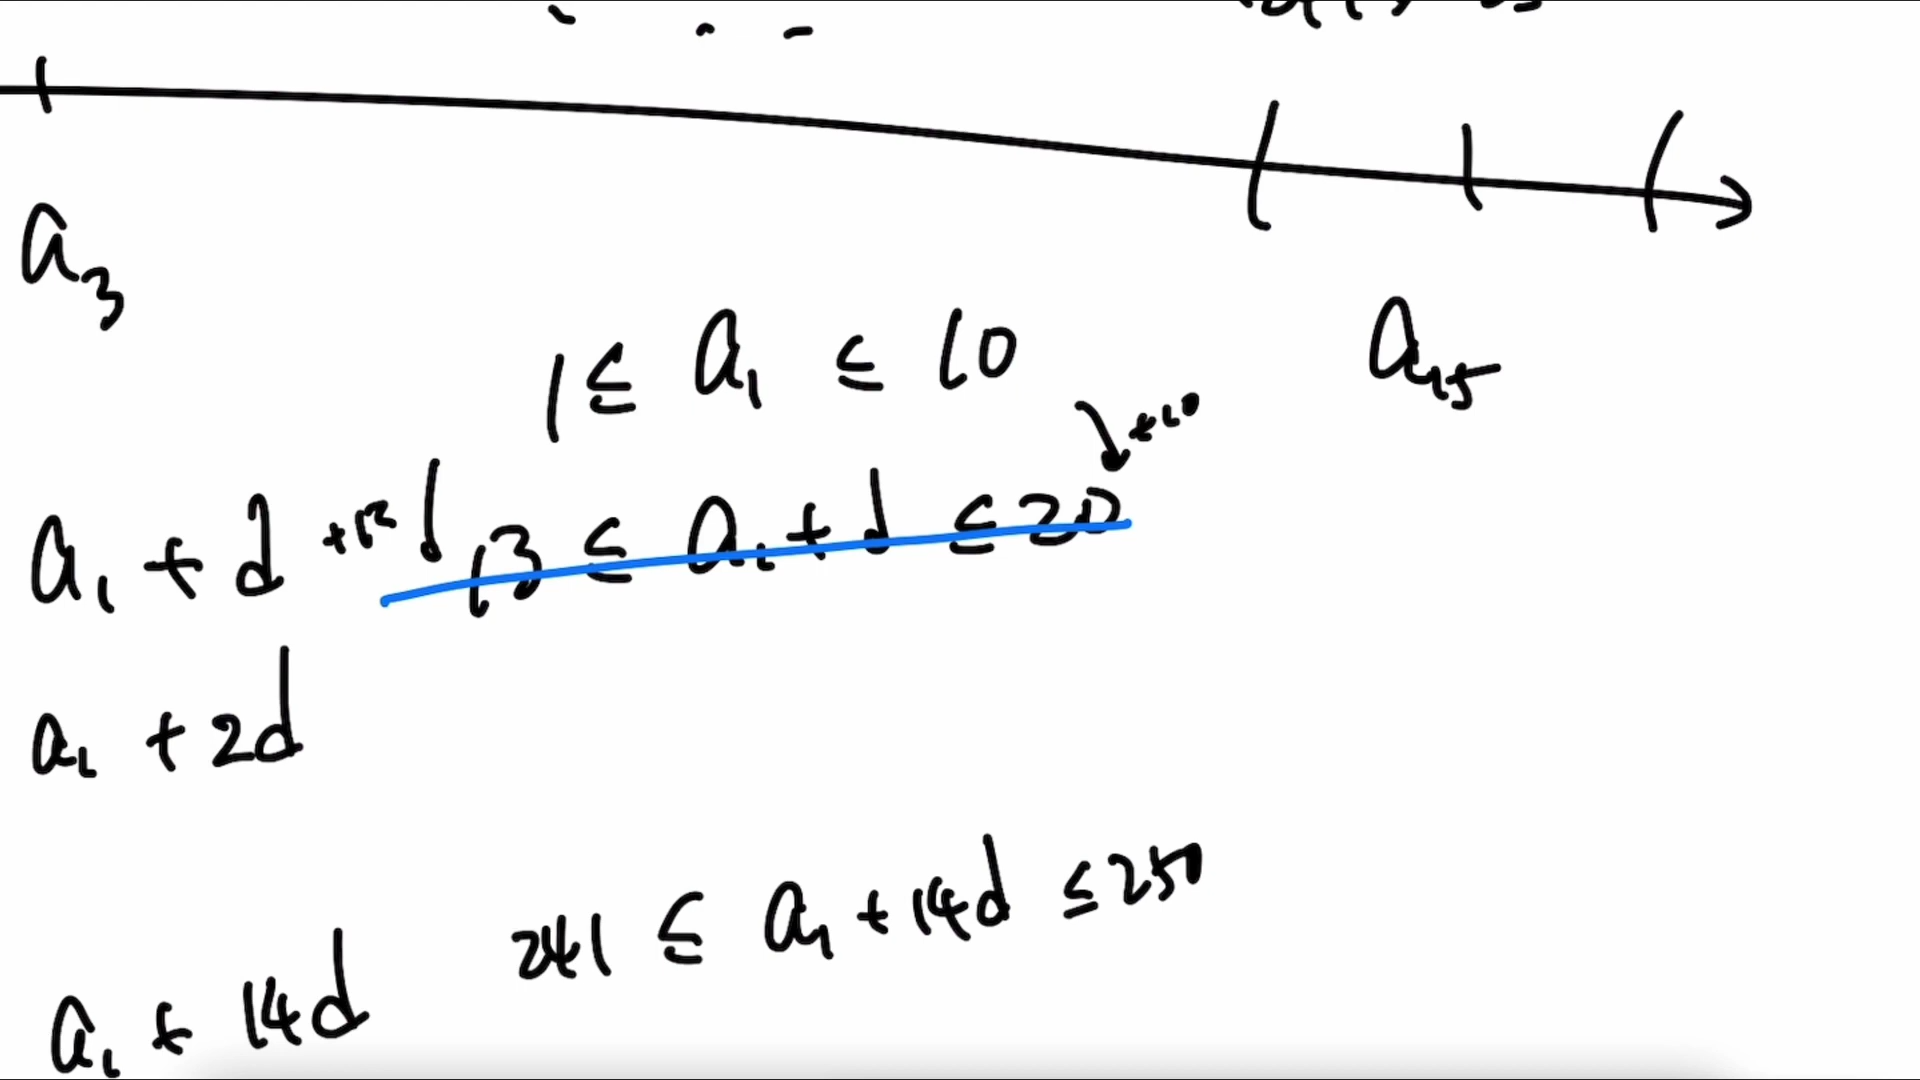 a₃
1 ≤ a₁ ≤ 10
a₁₅
+10
a₁ + d +12d 13 ≤ a₁ + d ≤ 20
a₁ + 2d
241 ≤ a₁ + 14d ≤ 250
a₁ + 14d